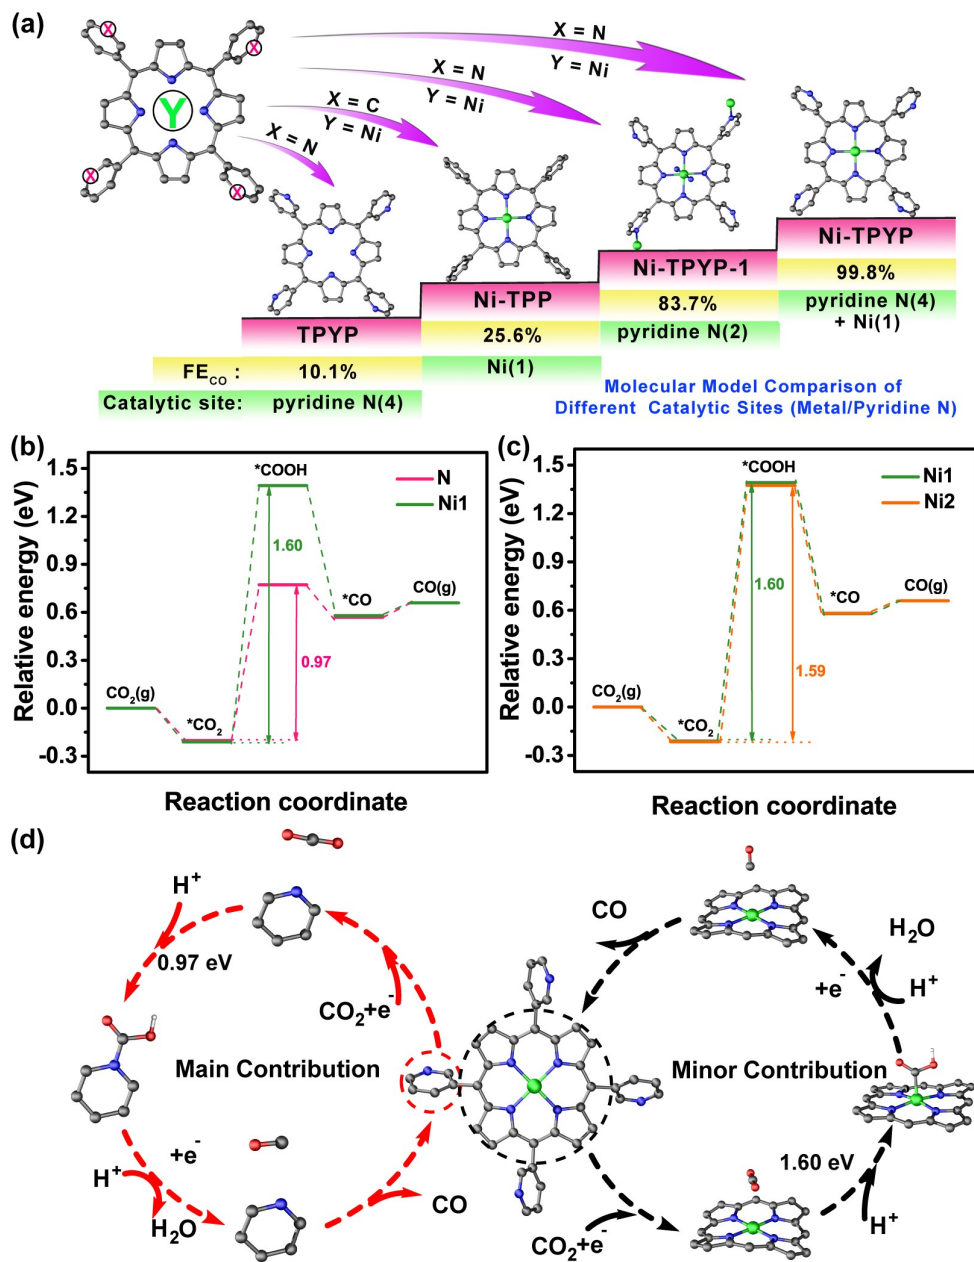 (a)
X
X
Y
X
X
X = N
Y = Ni
X = N
Y = Ni
X = C
Y = Ni
X = N
Ni-TPYP
99.8%
pyridine N(4)
+ Ni(1)
Ni-TPYP-1
83.7%
pyridine N(2)
Ni-TPP
25.6%
Ni(1)
TPYP
FE_CO : 10.1%
Catalytic site: pyridine N(4)
Molecular Model Comparison of
Different Catalytic Sites (Metal/Pyridine N)
(b)
Relative energy (eV)
1.5
1.2
0.9
0.6
0.3
0.0
-0.3
*COOH
N
Ni1
1.60
*CO
CO(g)
0.97
CO₂(g)
*CO₂
Reaction coordinate
(c)
Relative energy (eV)
1.5
1.2
0.9
0.6
0.3
0.0
-0.3
*COOH
Ni1
Ni2
1.60
*CO
CO(g)
1.59
CO₂(g)
*CO₂
Reaction coordinate
(d)
H⁺
0.97 eV
CO₂+e⁻
Main Contribution
+e⁻
H⁺
H₂O
CO
CO
H₂O
+e⁻
H⁺
Minor Contribution
1.60 eV
H⁺
CO₂+e⁻